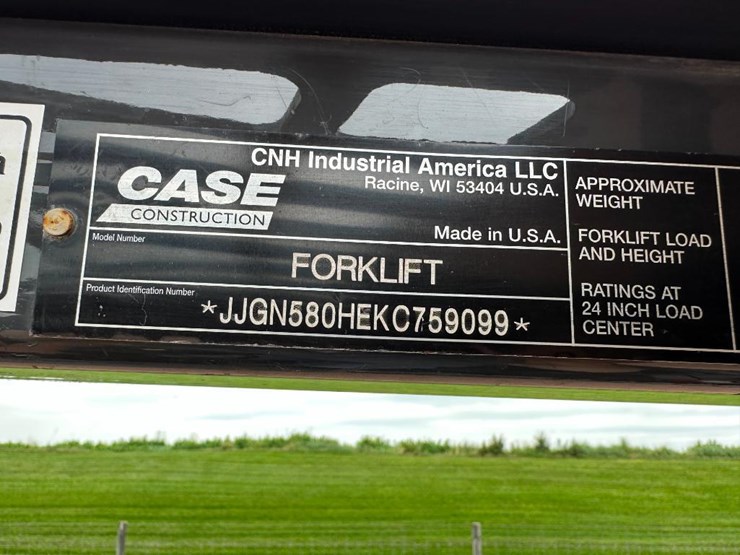 CNH Industrial America LLC
Racine, WI 53404 U.S.A.
CASE
CONSTRUCTION
Made in U.S.A.
Model Number
FORKLIFT
Product Identification Number
*JJGN580HEKC759099*
APPROXIMATE
WEIGHT
FORKLIFT LOAD
AND HEIGHT
RATINGS AT
24 INCH LOAD
CENTER